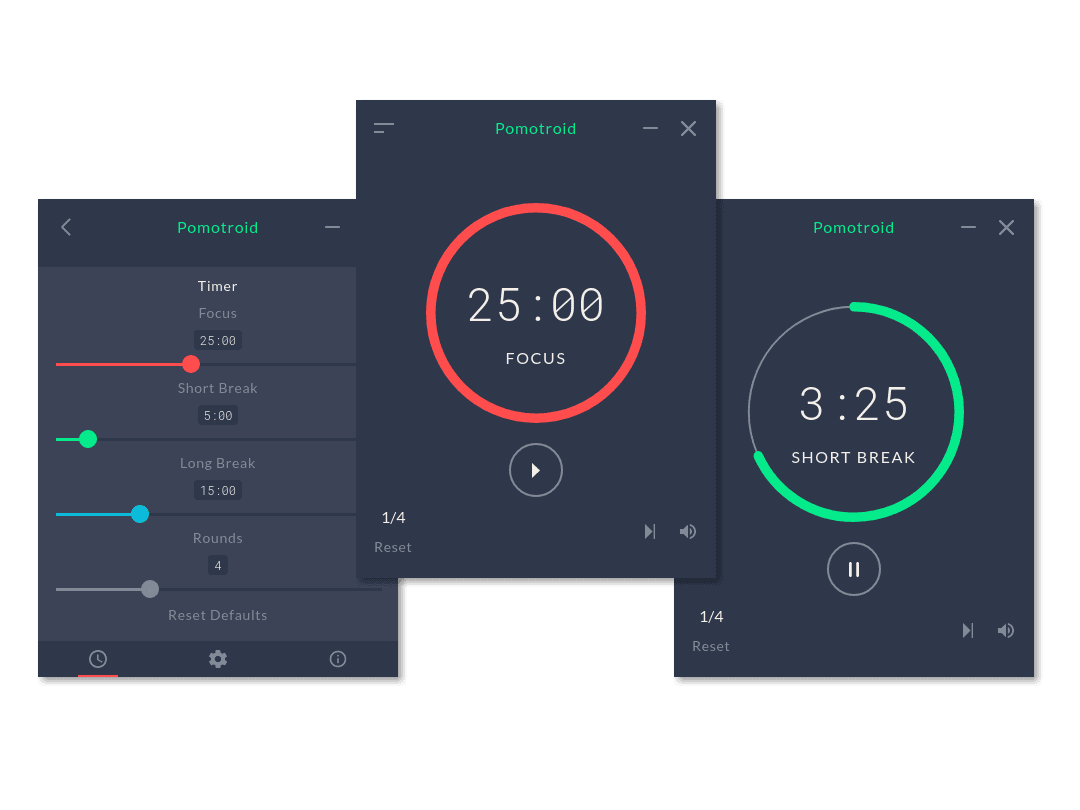 Pomotroid
Timer
Focus
25:00
Short Break
5:00
Long Break
15:00
Rounds
4
Reset Defaults
Pomotroid
25:00
FOCUS
1/4
Reset
Pomotroid
3:25
SHORT BREAK
1/4
Reset